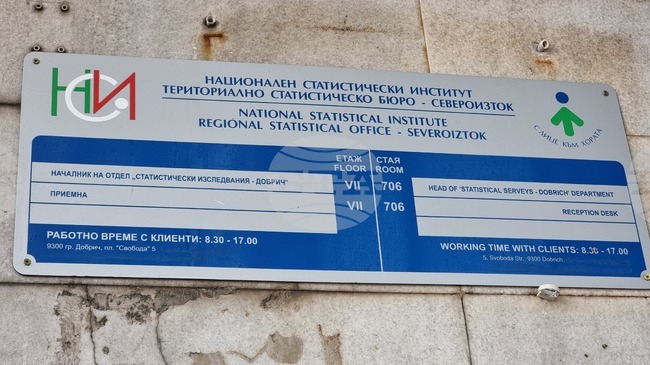 НСИ
НАЦИОНАЛЕН СТАТИСТИЧЕСКИ ИНСТИТУТ
ТЕРИТОРИАЛНО СТАТИСТИЧЕСКО БЮРО - СЕВЕРОИЗТОК
NATIONAL STATISTICAL INSTITUTE
REGIONAL STATISTICAL OFFICE - SEVEROIZTOK
С ЛИЦЕ КЪМ ХОРАТА
ЕТАЖ СТАЯ
FLOOR ROOM
НАЧАЛНИК НА ОТДЕЛ „СТАТИСТИЧЕСКИ ИЗСЛЕДВАНИЯ - ДОБРИЧ" VII 706 HEAD OF 'STATISTICAL SURVEYS - DOBRICH' DEPARTMENT
ПРИЕМНА VII 706 RECEPTION DESK
РАБОТНО ВРЕМЕ С КЛИЕНТИ: 8.30 - 17.00
9300 гр. Добрич, пл. "Свобода" 5
WORKING TIME WITH CLIENTS: 8.30 - 17.00
5, Svoboda Str., 9300 Dobrich